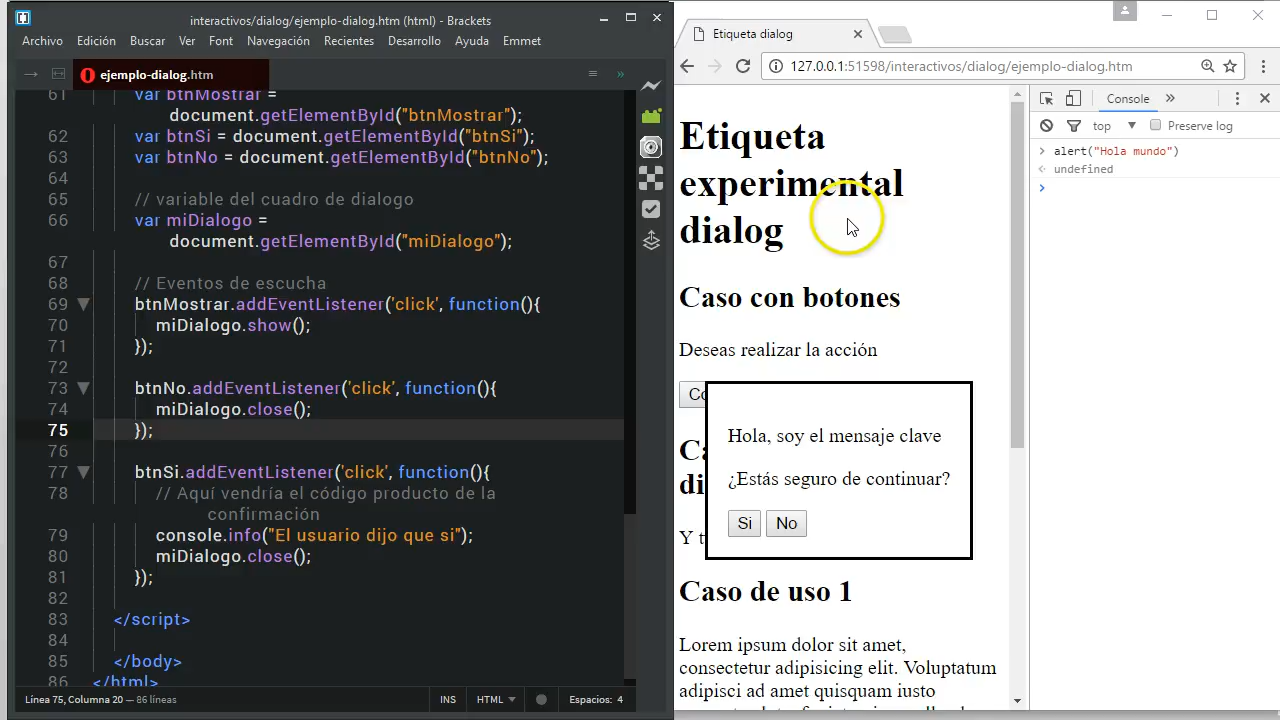 interactivos/dialog/ejemplo-dialog.htm (html) - Brackets
Archivo Edición Buscar Ver Font Navegación Recientes Desarrollo Ayuda Emmet
ejemplo-dialog.htm
61 var btnMostrar =
document.getElementById("btnMostrar");
62 var btnSi = document.getElementById("btnSi");
63 var btnNo = document.getElementById("btnNo");
64
65 // variable del cuadro de dialogo
66 var miDialogo =
document.getElementById("miDialogo");
67
68 // Eventos de escucha
69 btnMostrar.addEventListener('click', function(){
70 miDialogo.show();
71 });
72
73 btnNo.addEventListener('click', function(){
74 miDialogo.close();
75 });
76
77 btnSi.addEventListener('click', function(){
78 // Aquí vendría el código producto de la
confirmación
79 console.info("El usuario dijo que si");
80 miDialogo.close();
81 });
82
83 </script>
84
85 </body>
86 </html>
Línea 75, Columna 20 — 86 líneas INS HTML Espacios: 4
Etiqueta dialog
127.0.0.1:51598/interactivos/dialog/ejemplo-dialog.htm
Etiqueta
experimental
dialog
Caso con botones
Deseas realizar la acción
Hola, soy el mensaje clave
¿Estás seguro de continuar?
Si No
Y t
Caso de uso 1
Lorem ipsum dolor sit amet,
consectetur adipisicing elit. Voluptatum
adipisci ad amet quisquam iusto
Console
top Preserve log
alert("Hola mundo")
undefined